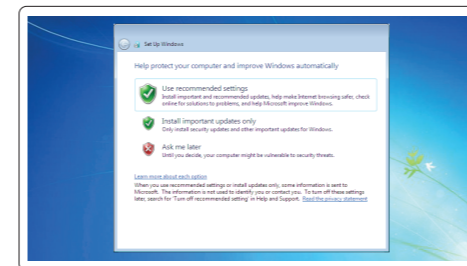 Set Up Windows
Help protect your computer and improve Windows automatically
Use recommended settings
Install important and recommended updates, help make Internet browsing safer, check
online for solutions to problems, and help Microsoft improve Windows.
Install important updates only
Only install security updates and other important updates for Windows.
Ask me later
Until you decide, your computer might be vulnerable to security threats.
Learn more about each option
When you use recommended settings or install updates only, some information is sent to
Microsoft. The information is not used to identify you or contact you. To turn off these settings
later, search for 'Turn off recommended setting' in Help and Support. Read the privacy statement